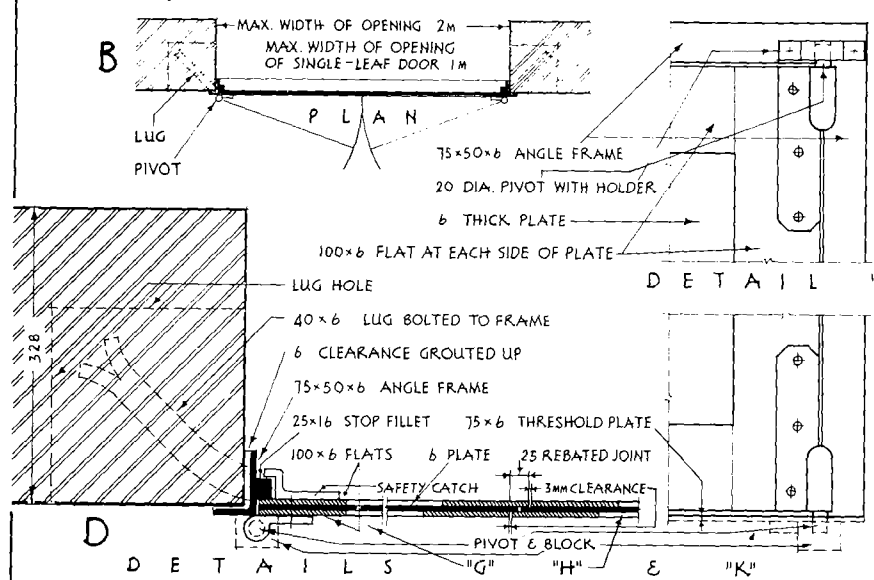 B
MAX. WIDTH OF OPENING 2M
MAX. WIDTH OF OPENING
OF SINGLE-LEAF DOOR 1M
PLAN
LUG
PIVOT
75×50×6 ANGLE FRAME
20 DIA. PIVOT WITH HOLDER
6 THICK PLATE
100×6 FLAT AT EACH SIDE OF PLATE
DETAIL "
LUG HOLE
40×6 LUG BOLTED TO FRAME
6 CLEARANCE GROUTED UP
75×50×6 ANGLE FRAME
25×16 STOP FILLET 75×6 THRESHOLD PLATE
100×6 FLATS 6 PLATE 25 REBATED JOINT
SAFETY CATCH 3MM CLEARANCE
328
D
PIVOT & BLOCK
DETAILS "G" "H" & "K"